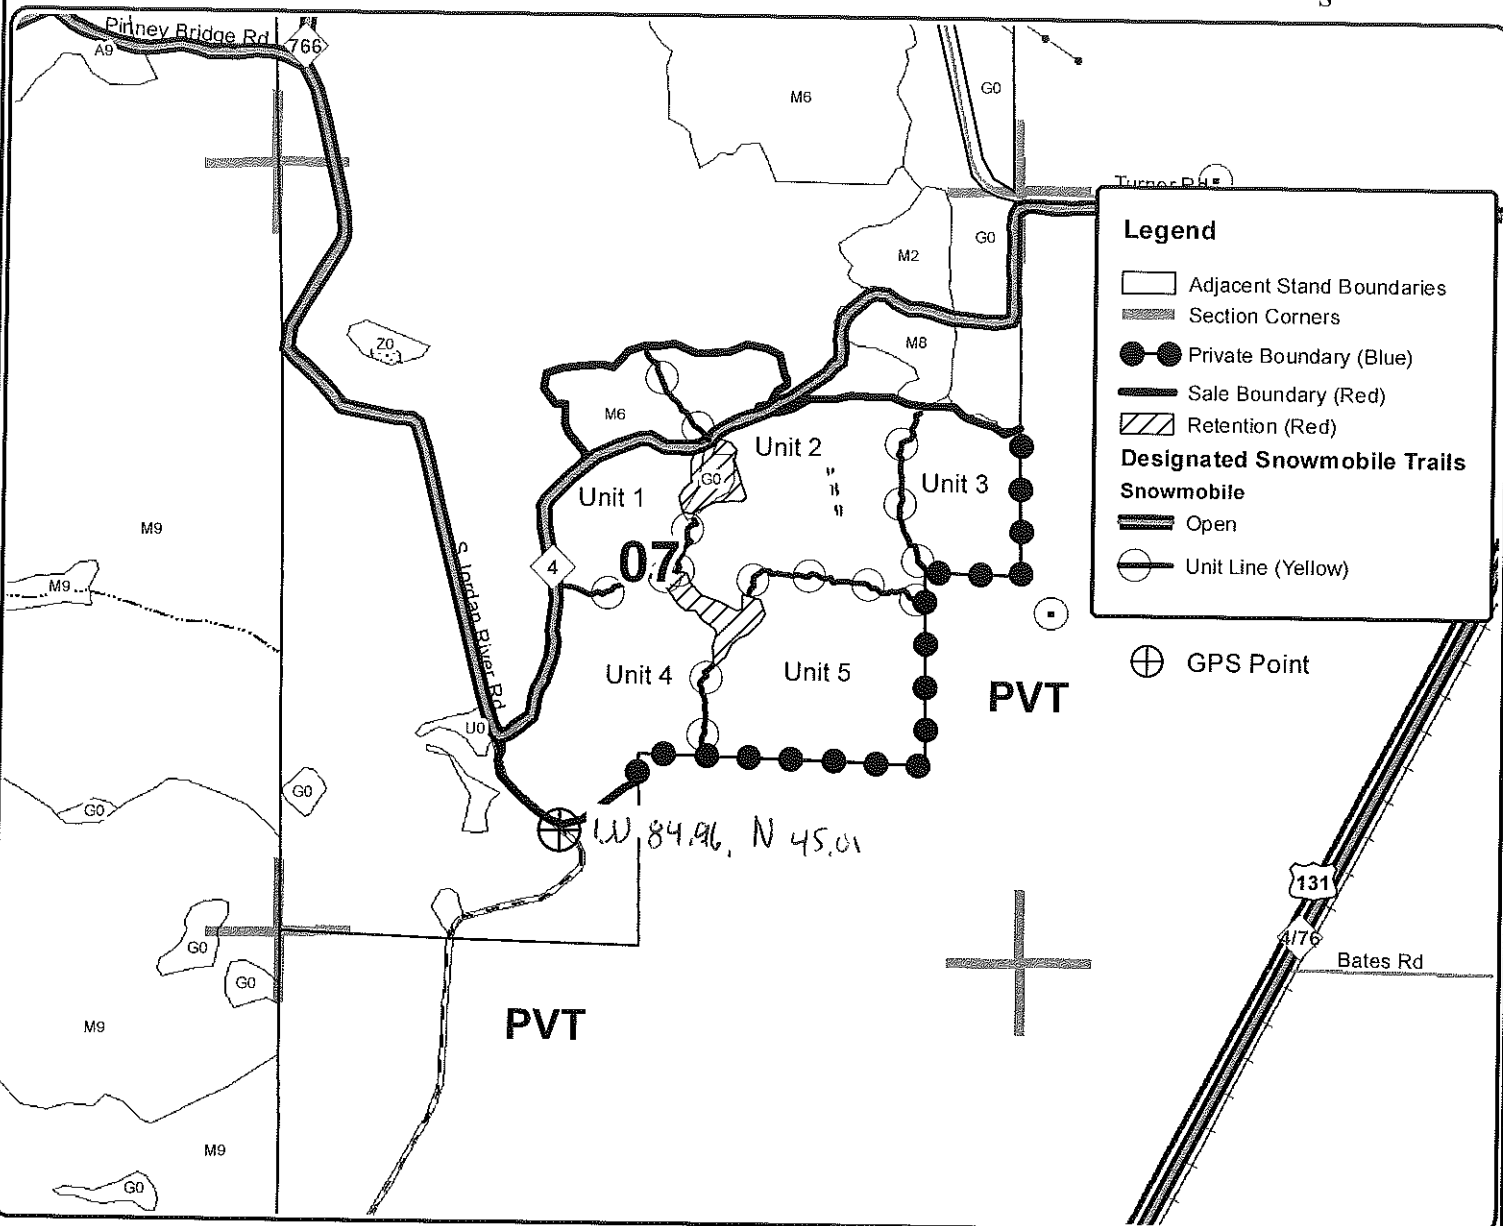 S
Pinney Bridge Rd
766
A9
M6
G0
Turner Rd
M2
G0
Legend
Adjacent Stand Boundaries
Section Corners
Private Boundary (Blue)
Sale Boundary (Red)
Retention (Red)
Designated Snowmobile Trails
Snowmobile
Open
Unit Line (Yellow)
GPS Point
Z0
M8
M6
Unit 2
G0
Unit 3
Unit 1
M9
07
4
M9
S Jordan River Rd
Unit 4
Unit 5
PVT
U0
G0
G0
W 84.96, N 45.01
131
4/76
Bates Rd
G0
G0
M9
PVT
M9
G0